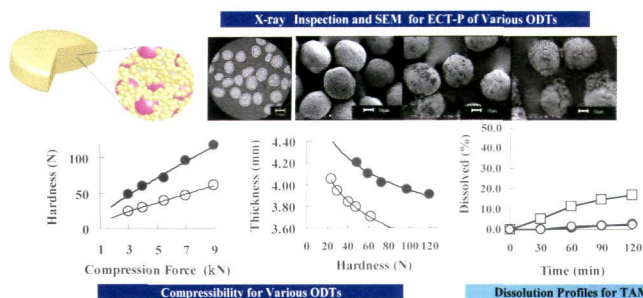 X-ray Inspection and SEM for ECT-P of Various ODTs
Hardness (N)
100
50
0
1 3 5 7 9
Compression Force (kN)
Thickness (mm)
4.40
4.20
4.00
3.80
3.60
0 20 40 60 80 100 120
Hardness (N)
Dissolved (%)
50.0
40.0
30.0
20.0
10.0
0.0
0 30 60 90 120
Time (min)
Compressibility for Various ODTs
Dissolution Profiles for TAM